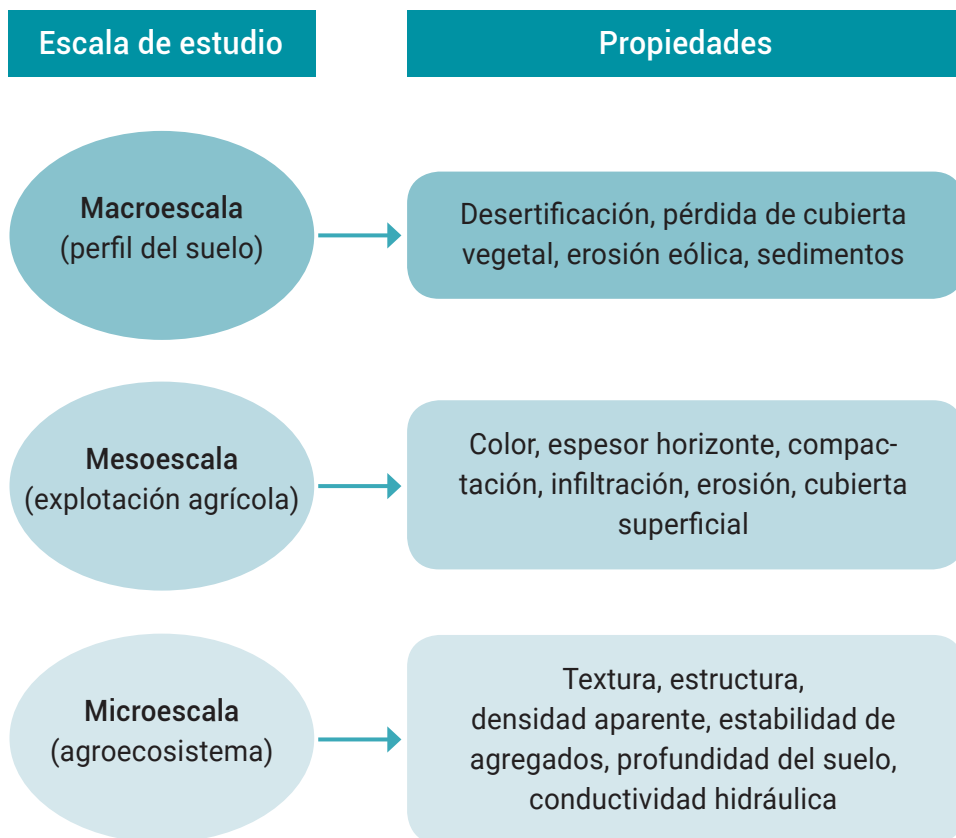 Escala de estudio
Propiedades
Macroescala
(perfil del suelo)
Desertificación, pérdida de cubierta
vegetal, erosión eólica, sedimentos
Mesoescala
(explotación agrícola)
Color, espesor horizonte, compac-
tación, infiltración, erosión, cubierta
superficial
Microescala
(agroecosistema)
Textura, estructura,
densidad aparente, estabilidad de
agregados, profundidad del suelo,
conductividad hidráulica